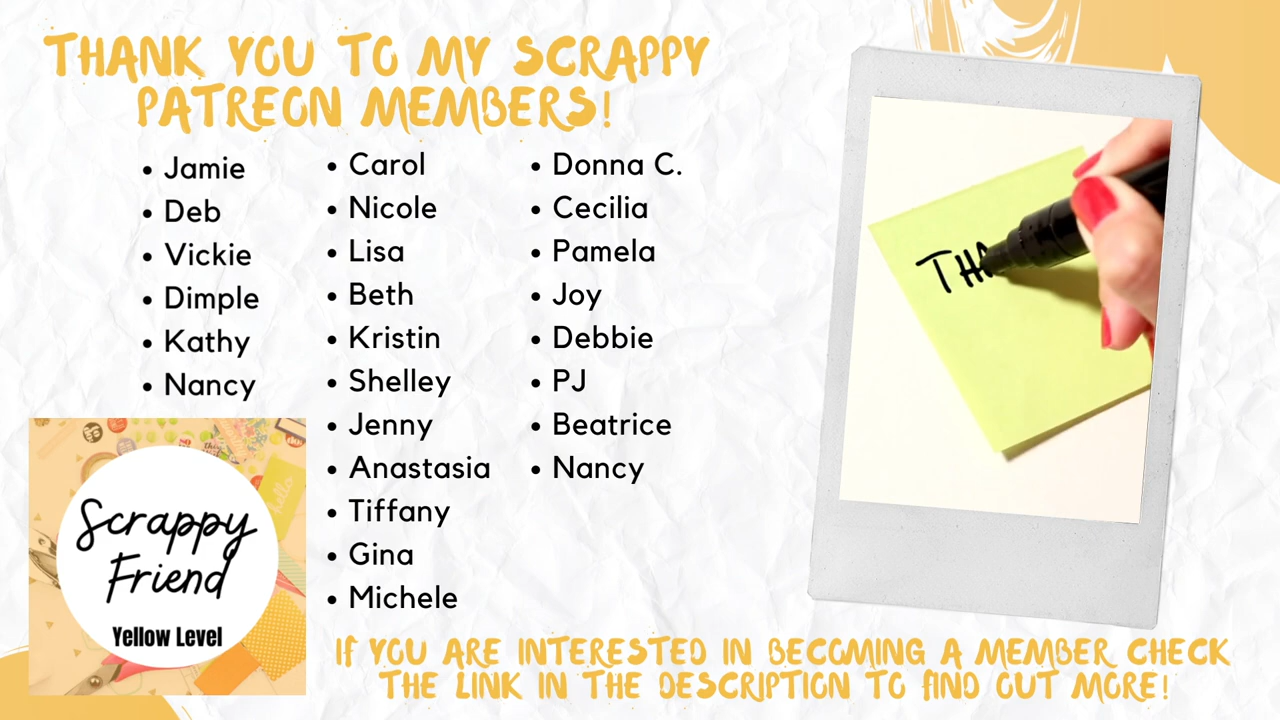 THANK YOU TO MY SCRAPPY
PATREON MEMBERS!
• Jamie
• Deb
• Vickie
• Dimple
• Kathy
• Nancy
• Carol
• Nicole
• Lisa
• Beth
• Kristin
• Shelley
• Jenny
• Anastasia
• Tiffany
• Gina
• Michele
• Donna C.
• Cecilia
• Pamela
• Joy
• Debbie
• PJ
• Beatrice
• Nancy
THA
hello
Scrappy
Friend
Yellow Level
IF YOU ARE INTERESTED IN BECOMING A MEMBER CHECK
THE LINK IN THE DESCRIPTION TO FIND OUT MORE!